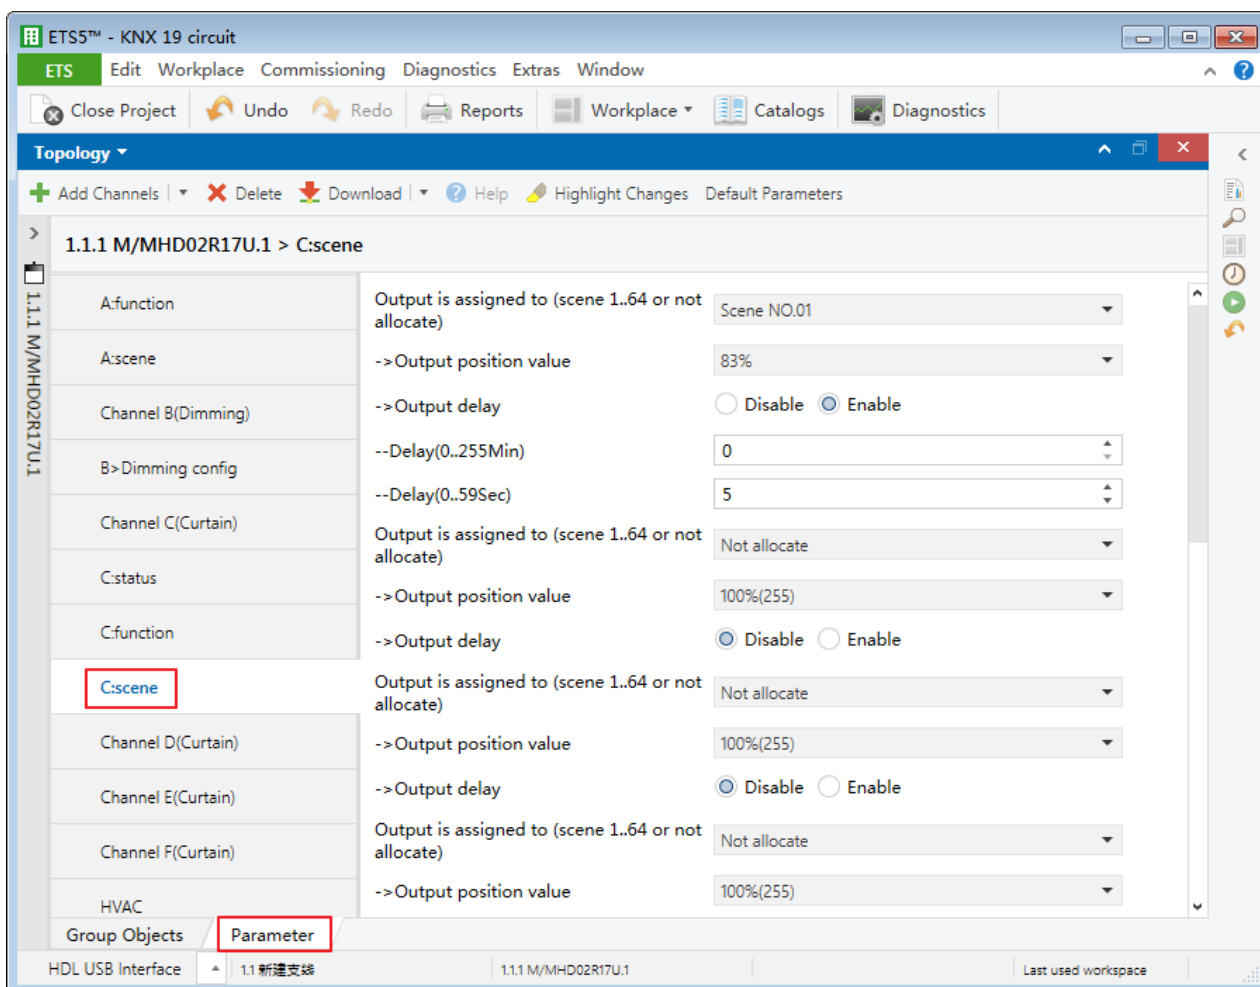 ETS5™ - KNX 19 circuit
ETS Edit Workplace Commissioning Diagnostics Extras Window
Close Project Undo Redo Reports Workplace Catalogs Diagnostics
Topology
Add Channels Delete Download Help Highlight Changes Default Parameters
1.1.1 M/MHD02R17U.1 > C:scene
1.1.1 M/MHD02R17U.1
A:function
A:scene
Channel B(Dimming)
B>Dimming config
Channel C(Curtain)
C:status
C:function
C:scene
Channel D(Curtain)
Channel E(Curtain)
Channel F(Curtain)
HVAC
Output is assigned to (scene 1..64 or not
allocate)
Scene NO.01
->Output position value 83%
->Output delay Disable Enable
--Delay(0..255Min) 0
--Delay(0..59Sec) 5
Output is assigned to (scene 1..64 or not
allocate)
Not allocate
->Output position value 100%(255)
->Output delay Disable Enable
Output is assigned to (scene 1..64 or not
allocate)
Not allocate
->Output position value 100%(255)
->Output delay Disable Enable
Output is assigned to (scene 1..64 or not
allocate)
Not allocate
->Output position value 100%(255)
Group Objects Parameter
HDL USB Interface 1.1 新建支线 1.1.1 M/MHD02R17U.1 Last used workspace